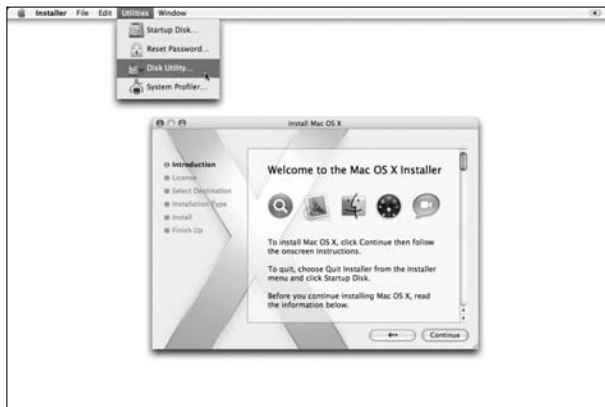 Installer File Edit Utilities Window
Startup Disk...
Reset Password...
Disk Utility...
System Profiler...
Install Mac OS X
Introduction
License
Select Destination
Installation Type
Install
Finish Up
Welcome to the Mac OS X Installer
To install Mac OS X, click Continue then follow
the onscreen instructions.
To quit, choose Quit Installer from the Installer
menu and click Startup Disk.
Before you continue installing Mac OS X, read
the information below.
Continue